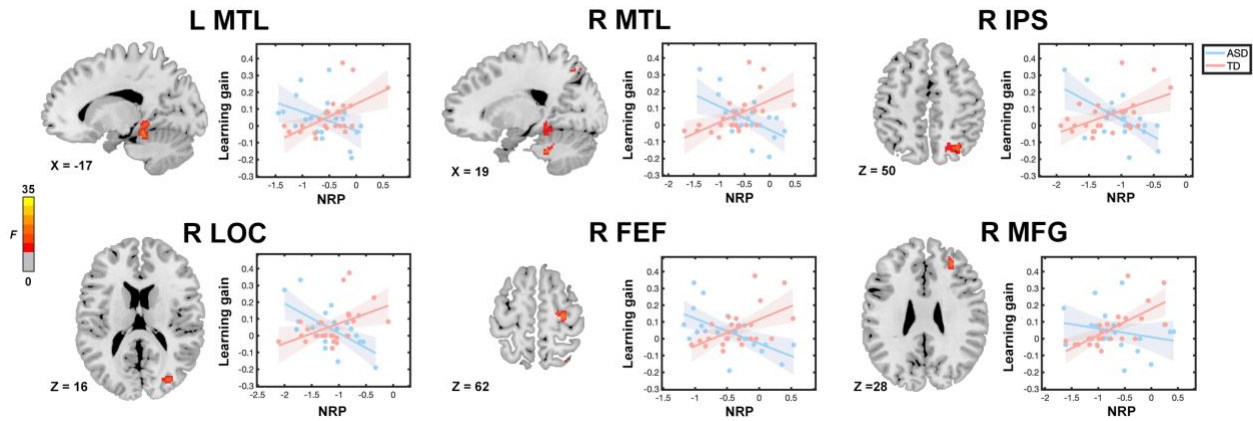 L MTL
R MTL
R IPS
ASD
TD
Learning gain
0.4
0.3
0.2
0.1
0
-0.1
-0.2
0.3
-1.5 -1 -0.5 0 0.5 1
NRP
X = -17
Learning gain
0.4
0.3
0.2
0.1
0
-0.1
-0.2
-0.3
-2 -1.5 -1 -0.5 0 0.5 1
NRP
X = 19
Learning gain
0.4
0.3
0.2
0.1
0
-0.1
-0.2
-0.3
-2 -1.5 -1 -0.5 0
NRP
Z = 50
35
F
0
R LOC
R FEF
R MFG
Learning gain
0.4
0.3
0.2
0.1
0
-0.1
-0.2
-0.3
-2.5 -2 -1.5 -1 -0.5 0
NRP
Z = 16
Learning gain
0.4
0.3
0.2
0.1
0
-0.1
-0.2
-0.3
-1.5 -1 -0.5 0 0.5
NRP
Z = 62
Learning gain
0.4
0.3
0.2
0.1
0
-0.1
-0.2
-0.3
-2 -1.5 -1 -0.5 0 0.5
NRP
Z =28